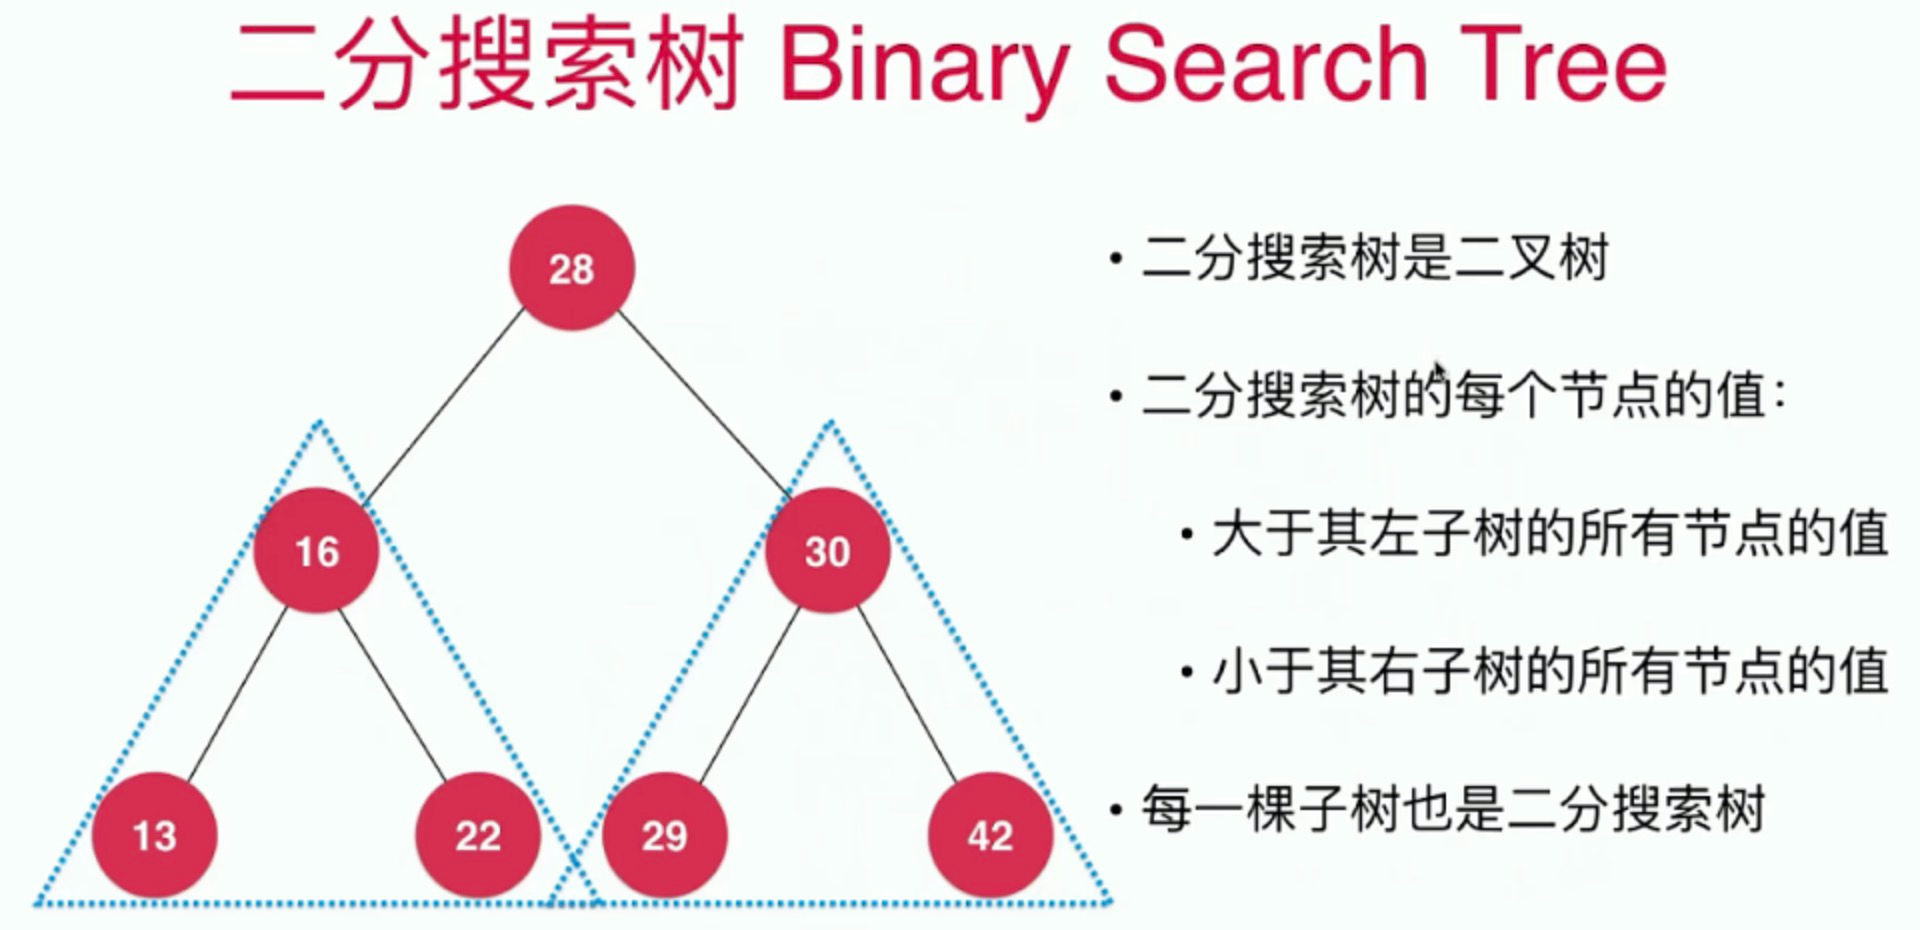 二分搜索树 Binary Search Tree
28
16
30
13
22
29
42
• 二分搜索树是二叉树
• 二分搜索树的每个节点的值：
• 大于其左子树的所有节点的值
• 小于其右子树的所有节点的值
• 每一棵子树也是二分搜索树